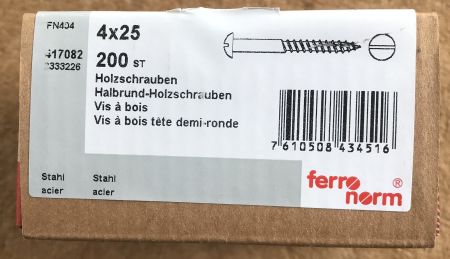 FN404
4x25
417082
3333226
200 ST
Holzschrauben
Halbrund-Holzschrauben
Vis à bois
Vis à bois tête demi-ronde
7 610508 434516
Stahl
acier
Stahl
acier
ferro norm ®